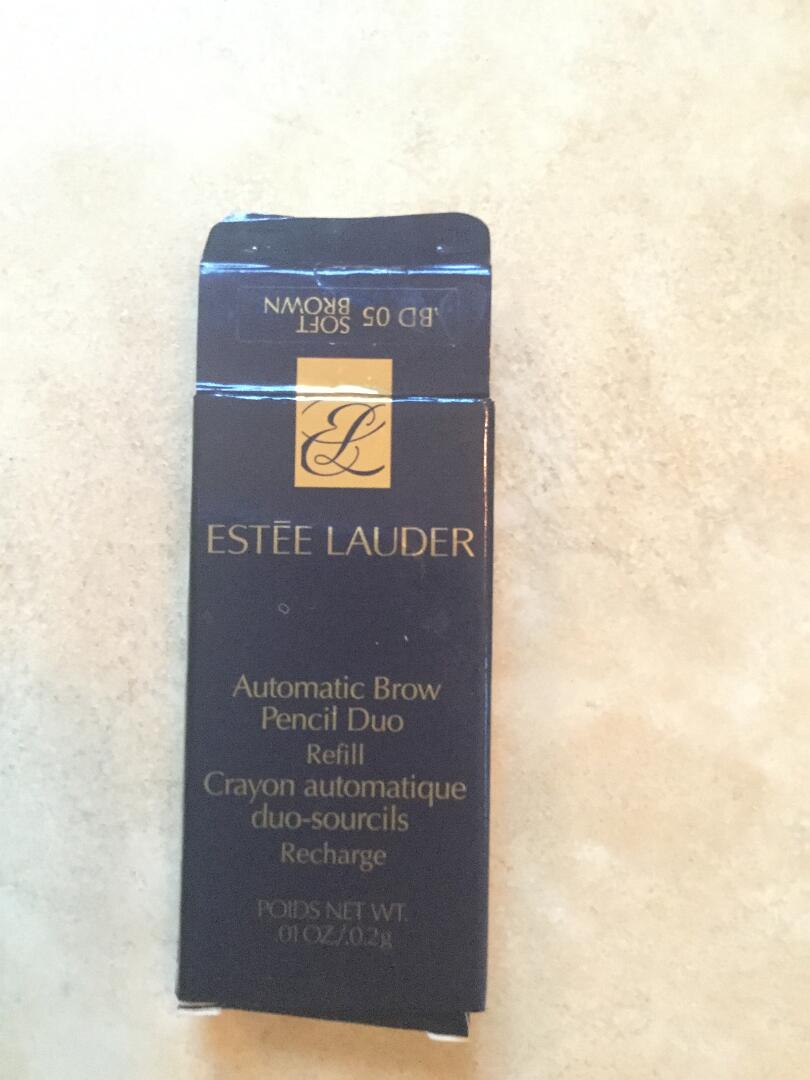 .BD 05 SOFT
BROWN
EL
ESTĒE LAUDER
Automatic Brow
Pencil Duo
Refill
Crayon automatique
duo-sourcils
Recharge
POIDS NET WT.
.01 OZ/.0.2g